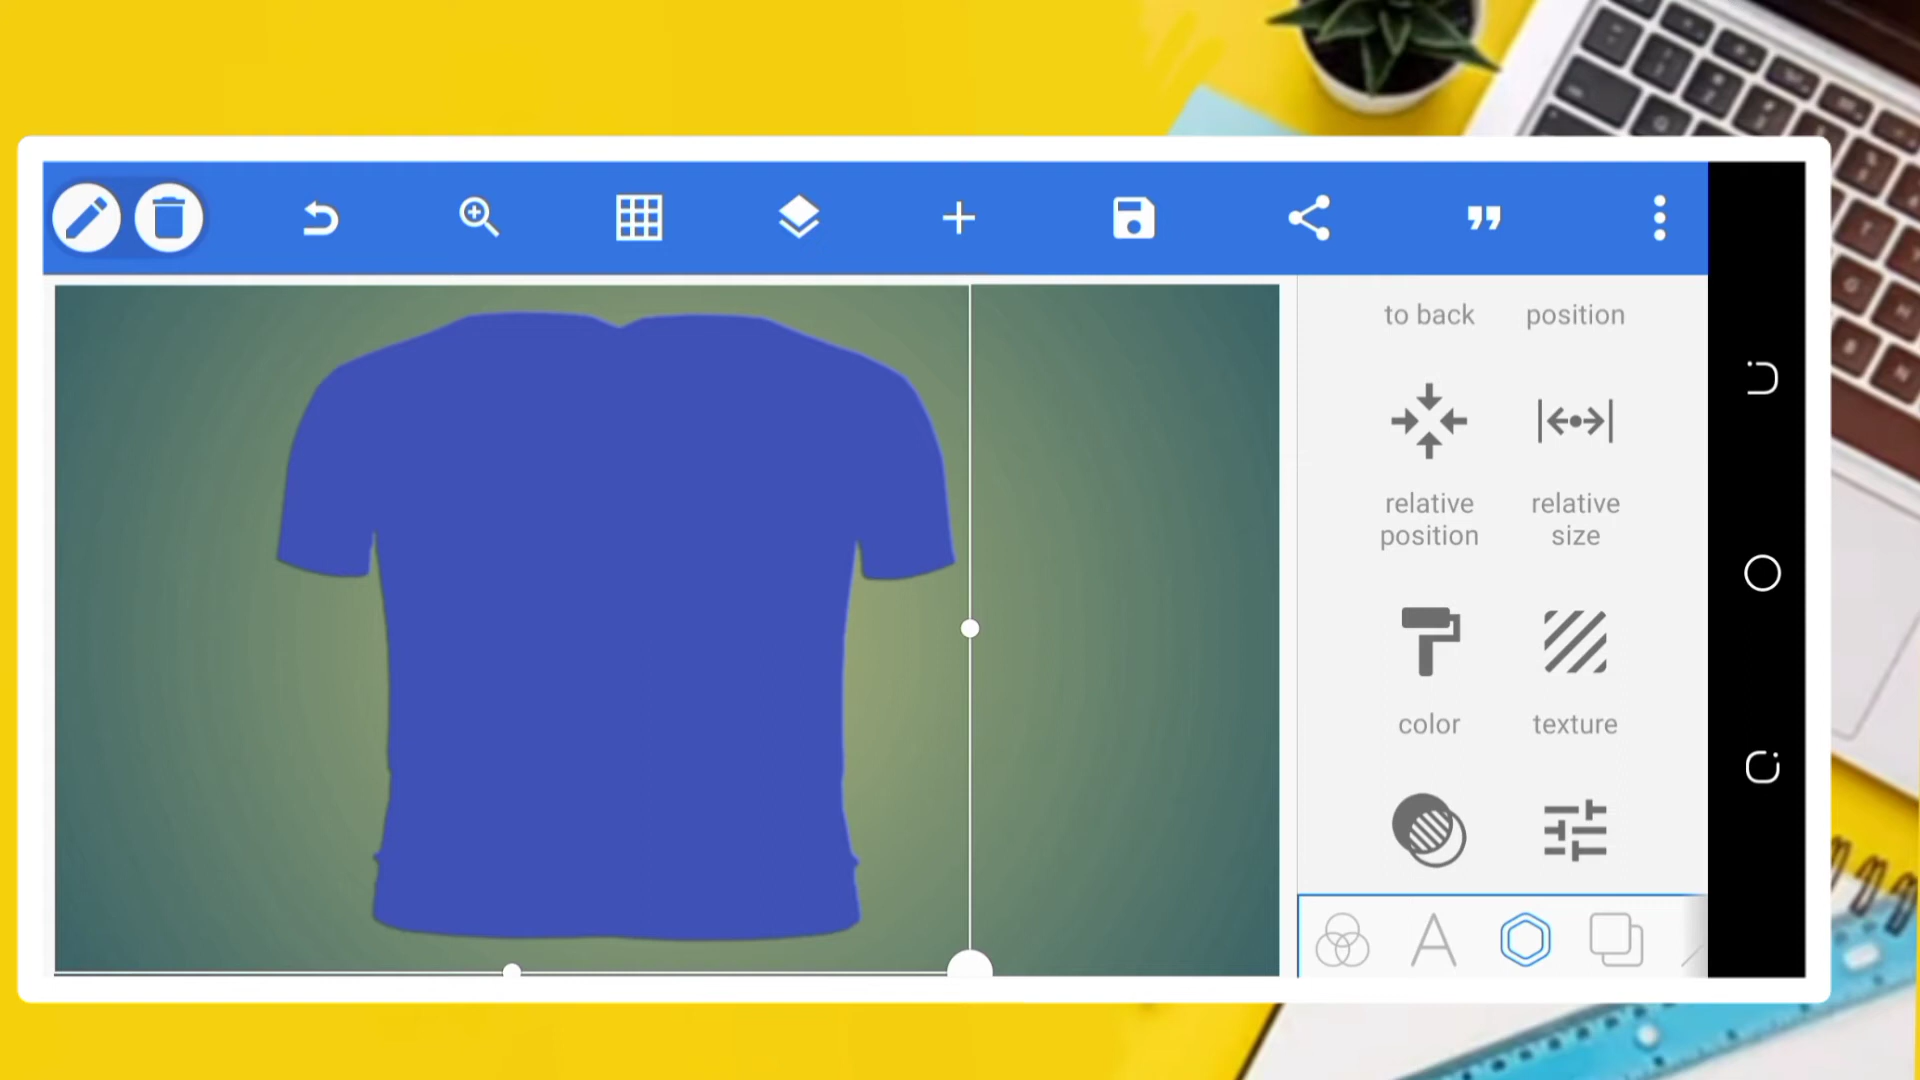 to back
position
relative
position
relative
size
color
texture